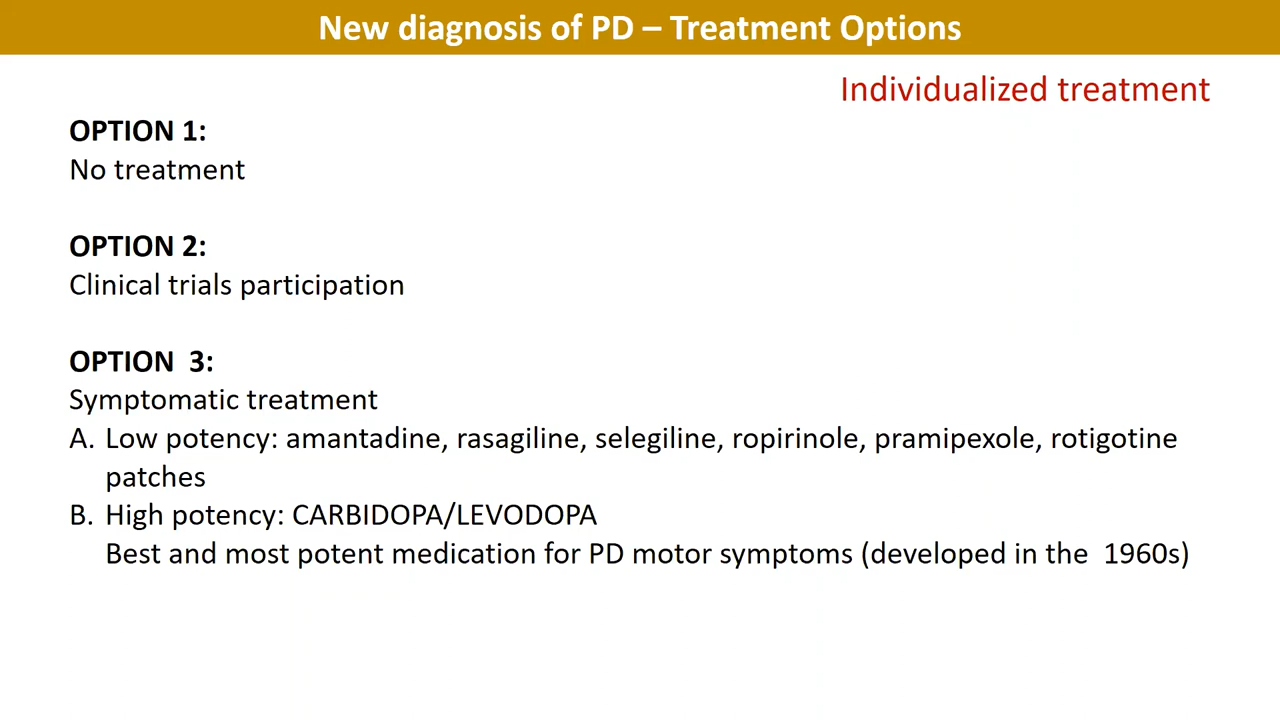 New diagnosis of PD – Treatment Options
Individualized treatment
OPTION 1:
No treatment
OPTION 2:
Clinical trials participation
OPTION  3:
Symptomatic treatment
A. Low potency: amantadine, rasagiline, selegiline, ropirinole, pramipexole, rotigotine
patches
B. High potency: CARBIDOPA/LEVODOPA
Best and most potent medication for PD motor symptoms (developed in the  1960s)